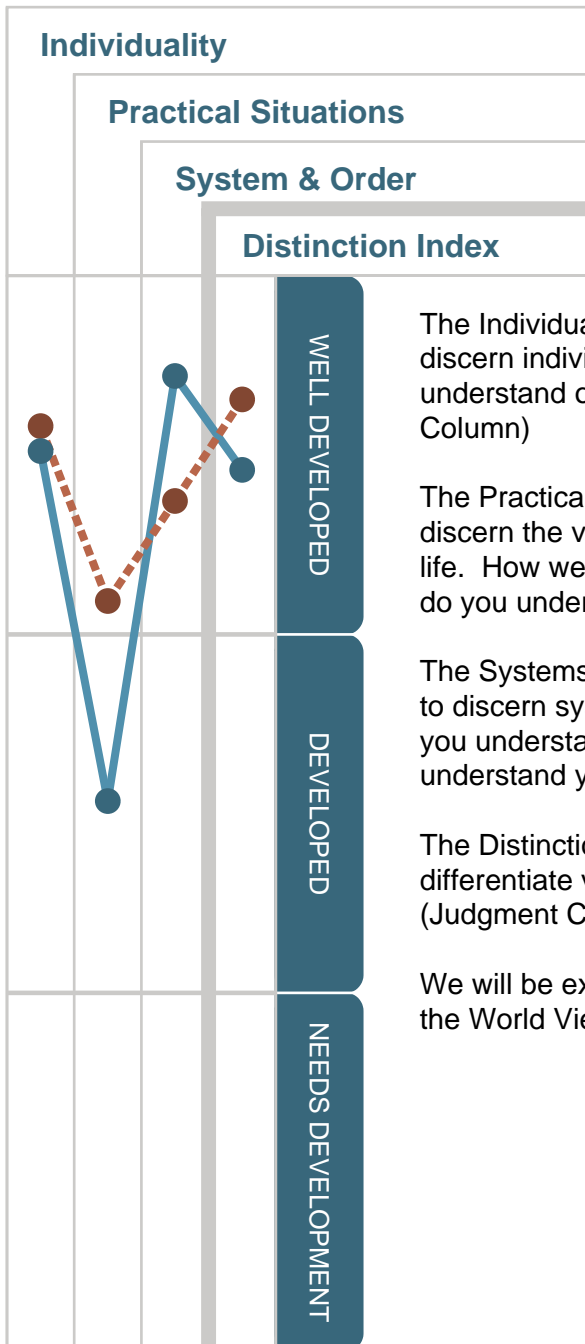 Individuality
Practical Situations
System & Order
Distinction Index
WELL DEVELOPED
The Individua
discern indivi
understand
Column)
The Practica
discern the v
life. How we
do you under
DEVELOPED
The Systems
to discern sy
you understa
understand y
The Distinctio
differentiate v
(Judgment C
We will be ex
the World Vie
NEEDS DEVELOPMENT